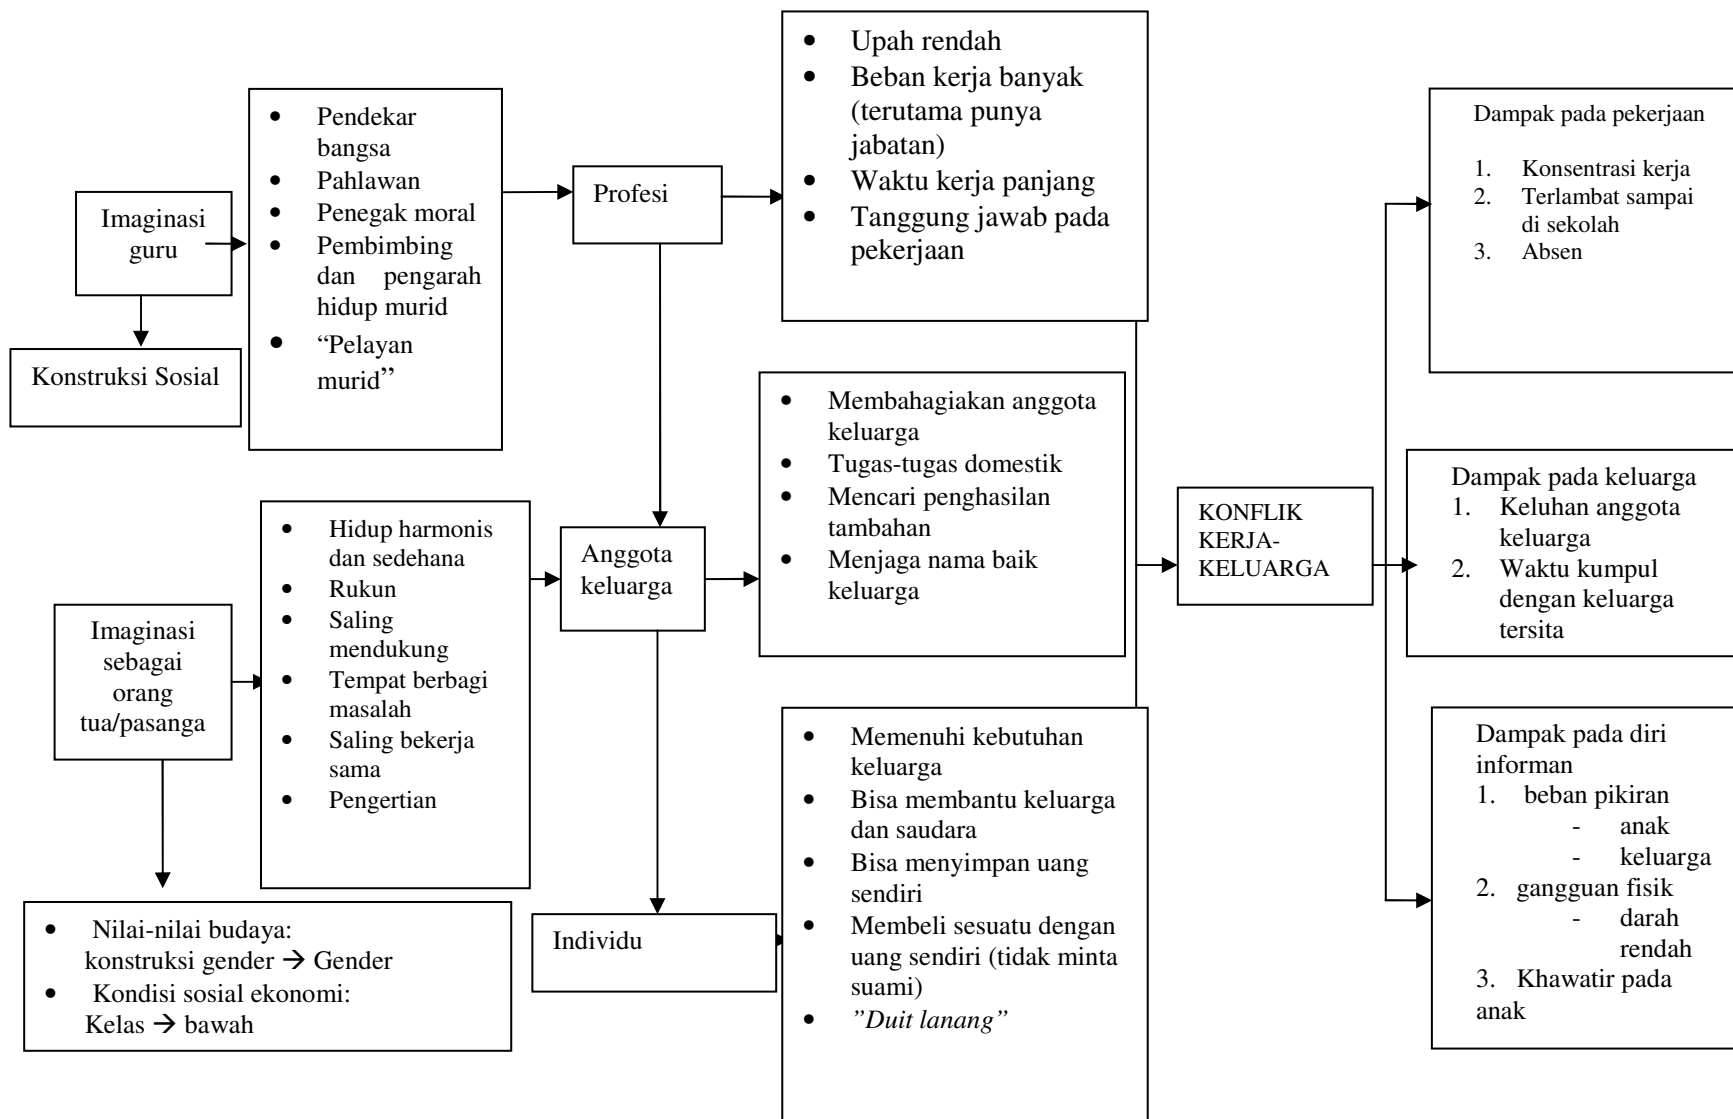 Imaginasi
guru
Konstruksi Sosial
• Pendekar
bangsa
• Pahlawan
• Penegak moral
• Pembimbing
dan pengarah
hidup murid
• “Pelayan
murid”
Profesi
• Upah rendah
• Beban kerja banyak
(terutama punya
jabatan)
• Waktu kerja panjang
• Tanggung jawab pada
pekerjaan
Imaginasi
sebagai
orang
tua/pasanga
• Nilai-nilai budaya:
konstruksi gender → Gender
• Kondisi sosial ekonomi:
Kelas → bawah
• Hidup harmonis
dan sedehana
• Rukun
• Saling
mendukung
• Tempat berbagi
masalah
• Saling bekerja
sama
• Pengertian
Anggota
keluarga
• Membahagiakan anggota
keluarga
• Tugas-tugas domestik
• Mencari penghasilan
tambahan
• Menjaga nama baik
keluarga
Individu
• Memenuhi kebutuhan
keluarga
• Bisa membantu keluarga
dan saudara
• Bisa menyimpan uang
sendiri
• Membeli sesuatu dengan
uang sendiri (tidak minta
suami)
• ”Duit lanang”
KONFLIK
KERJA-
KELUARGA
Dampak pada pekerjaan
1. Konsentrasi kerja
2. Terlambat sampai
di sekolah
3. Absen
Dampak pada keluarga
1. Keluhan anggota
keluarga
2. Waktu kumpul
dengan keluarga
tersita
Dampak pada diri
informan
1. beban pikiran
- anak
- keluarga
2. gangguan fisik
- darah
rendah
3. Khawatir pada
anak